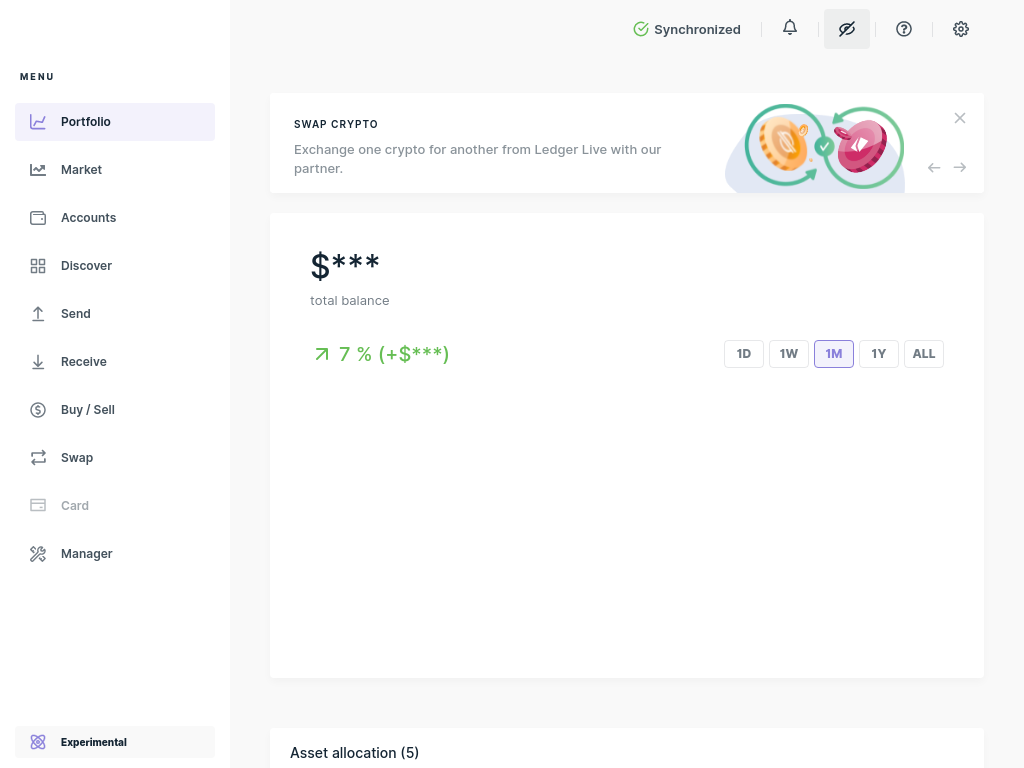 Synchronized
MENU
Portfolio
Market
Accounts
Discover
Send
Receive
Buy / Sell
Swap
Card
Manager
Experimental
SWAP CRYPTO
Exchange one crypto for another from Ledger Live with our
partner.
$***
total balance
7 % (+$***)
1D 1W 1M 1Y ALL
Asset allocation (5)